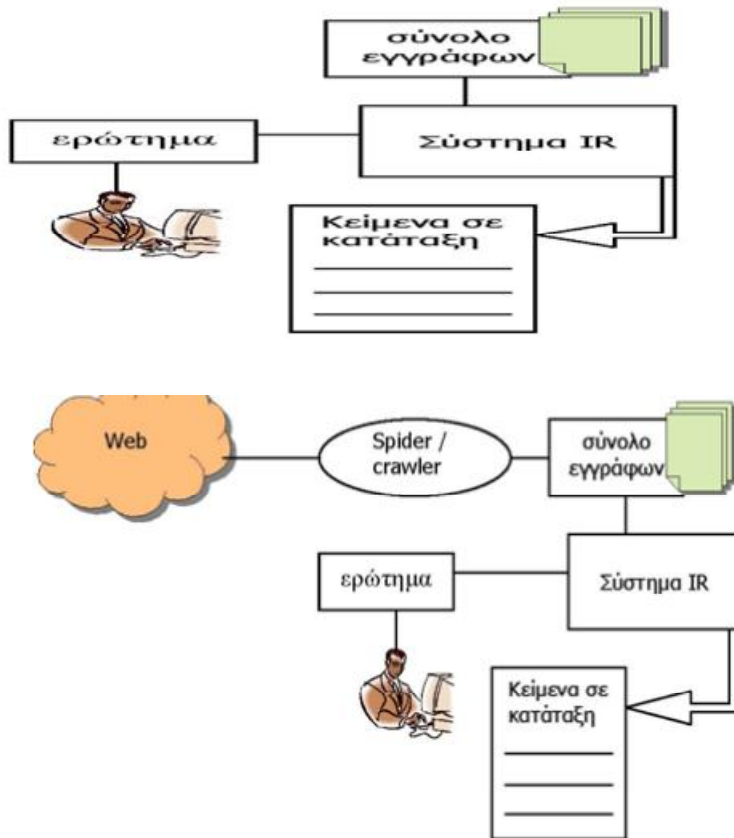 σύνολο
εγγράφων
ερώτημα
Σύστημα IR
Κείμενα σε
κατάταξη
Web
Spider /
crawler
σύνολο
εγγράφων
ερώτημα
Σύστημα IR
Κείμενα σε
κατάταξη